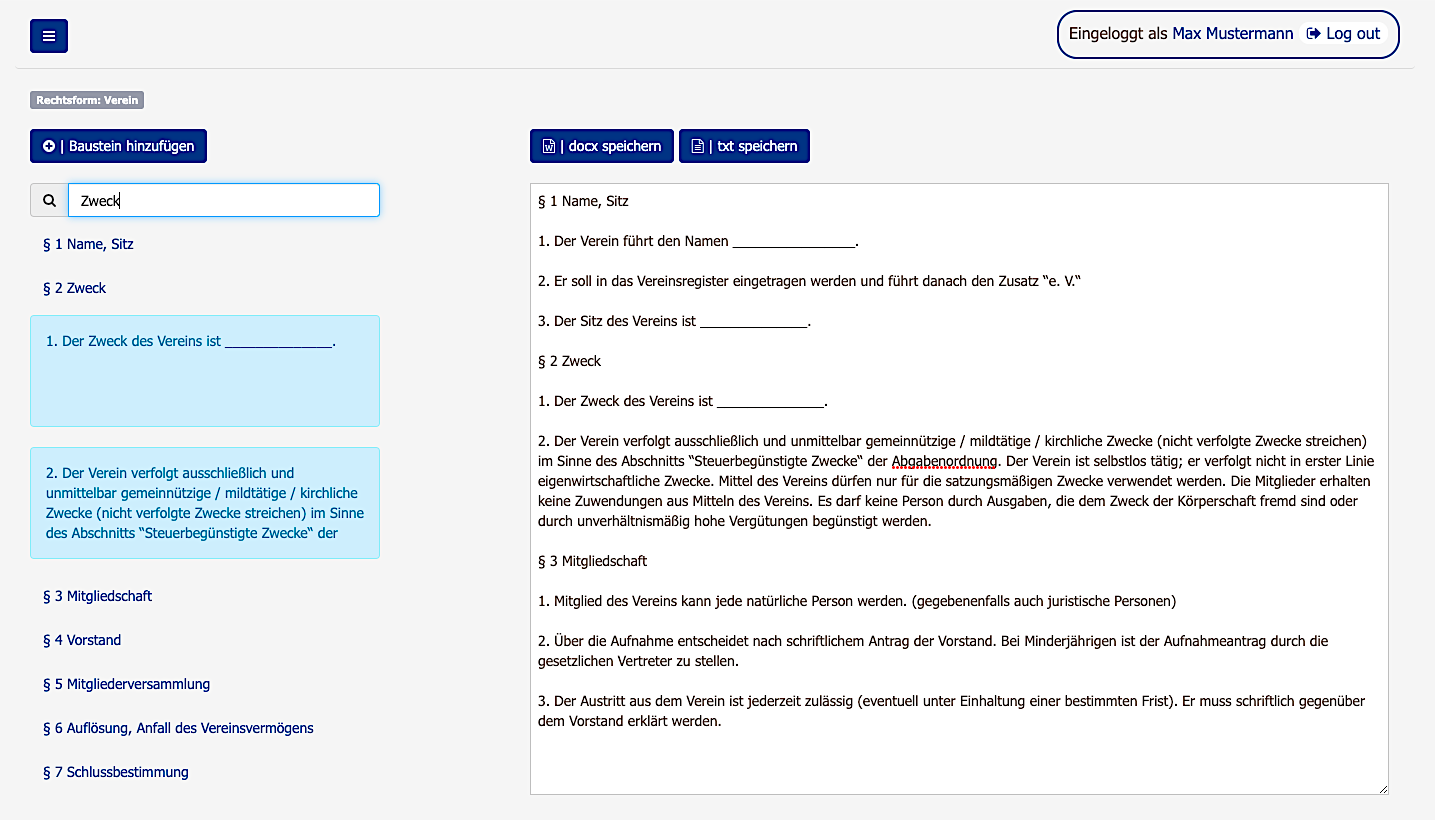 Eingeloggt als Max Mustermann Log out
Rechtsform: Verein
| Baustein hinzufügen
| docx speichern | txt speichern
Zweck
§ 1 Name, Sitz
§ 2 Zweck
1. Der Zweck des Vereins ist ______________.
2. Der Verein verfolgt ausschließlich und
unmittelbar gemeinnützige / mildtätige / kirchliche
Zwecke (nicht verfolgte Zwecke streichen) im Sinne
des Abschnitts “Steuerbegünstigte Zwecke“ der
§ 3 Mitgliedschaft
§ 4 Vorstand
§ 5 Mitgliederversammlung
§ 6 Auflösung, Anfall des Vereinsvermögens
§ 7 Schlussbestimmung
§ 1 Name, Sitz
1. Der Verein führt den Namen ________________.
2. Er soll in das Vereinsregister eingetragen werden und führt danach den Zusatz “e. V.“
3. Der Sitz des Vereins ist ______________.
§ 2 Zweck
1. Der Zweck des Vereins ist ______________.
2. Der Verein verfolgt ausschließlich und unmittelbar gemeinnützige / mildtätige / kirchliche Zwecke (nicht verfolgte Zwecke streichen)
im Sinne des Abschnitts “Steuerbegünstigte Zwecke“ der Abgabenordnung. Der Verein ist selbstlos tätig; er verfolgt nicht in erster Linie
eigenwirtschaftliche Zwecke. Mittel des Vereins dürfen nur für die satzungsmäßigen Zwecke verwendet werden. Die Mitglieder erhalten
keine Zuwendungen aus Mitteln des Vereins. Es darf keine Person durch Ausgaben, die dem Zweck der Körperschaft fremd sind oder
durch unverhältnismäßig hohe Vergütungen begünstigt werden.
§ 3 Mitgliedschaft
1. Mitglied des Vereins kann jede natürliche Person werden. (gegebenenfalls auch juristische Personen)
2. Über die Aufnahme entscheidet nach schriftlichem Antrag der Vorstand. Bei Minderjährigen ist der Aufnahmeantrag durch die
gesetzlichen Vertreter zu stellen.
3. Der Austritt aus dem Verein ist jederzeit zulässig (eventuell unter Einhaltung einer bestimmten Frist). Er muss schriftlich gegenüber
dem Vorstand erklärt werden.